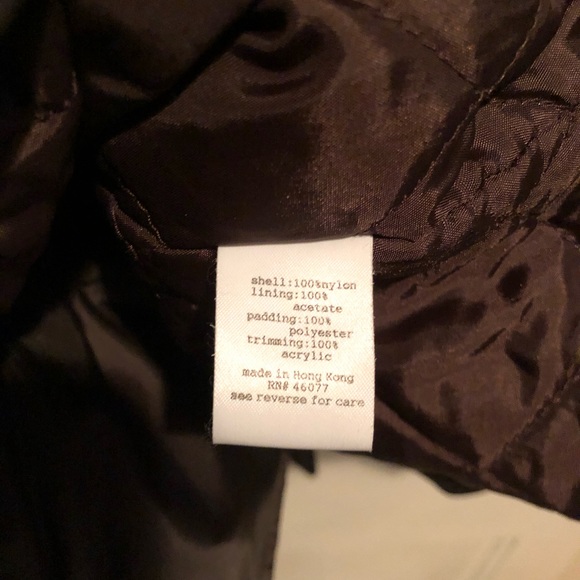 shell:100%nylon
lining:100%
acetate
padding:100%
polyester
trimming:100%
acrylic
made in Hong Kong
RN# 46077
see reverse for care